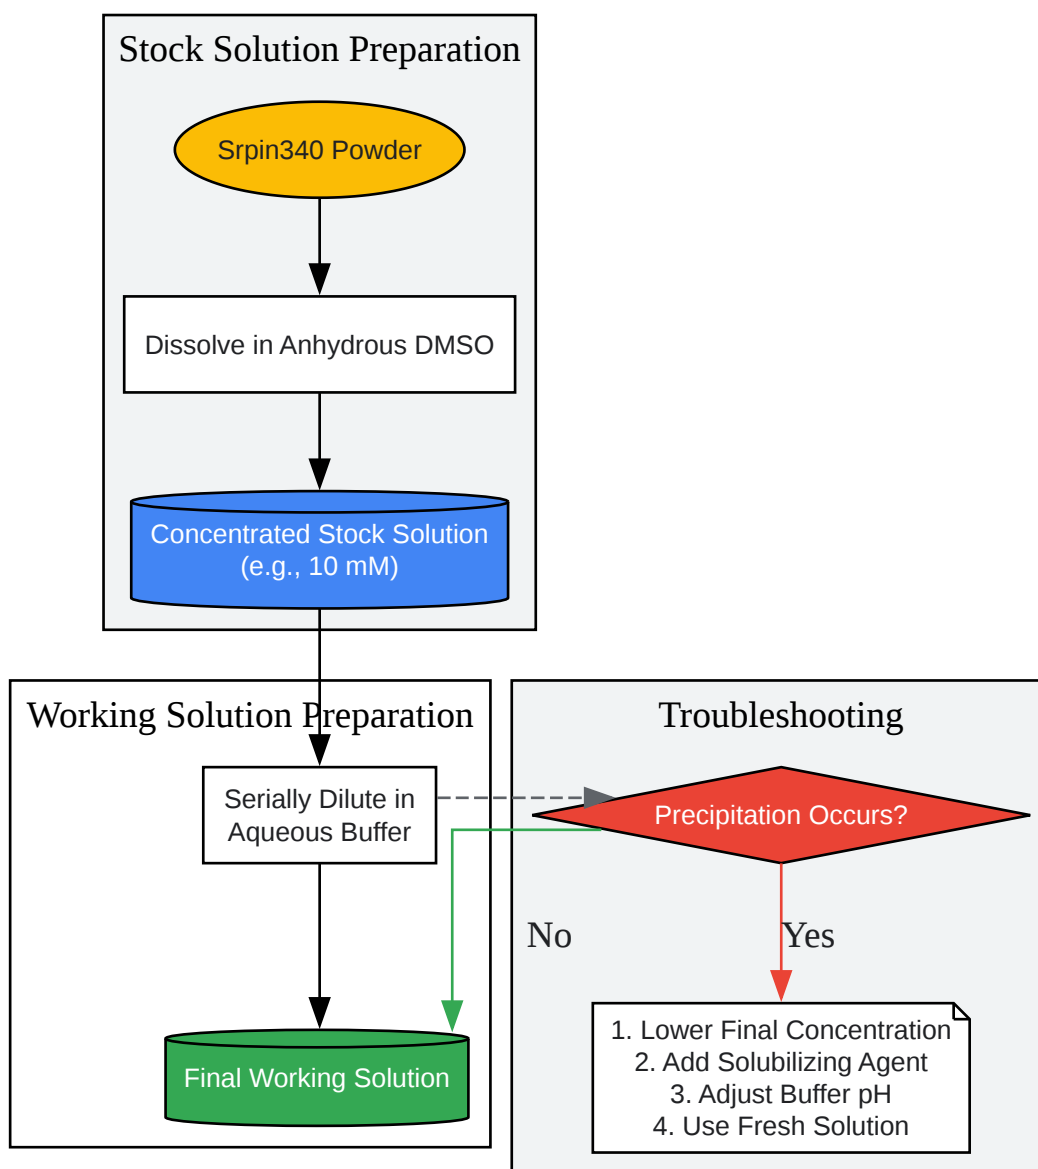 Stock Solution Preparation
Srpin340 Powder
Dissolve in Anhydrous DMSO
Concentrated Stock Solution
(e.g., 10 mM)
Working Solution Preparation
Serially Dilute in
Aqueous Buffer
Final Working Solution
Troubleshooting
Precipitation Occurs?
No
Yes
1. Lower Final Concentration
2. Add Solubilizing Agent
3. Adjust Buffer pH
4. Use Fresh Solution